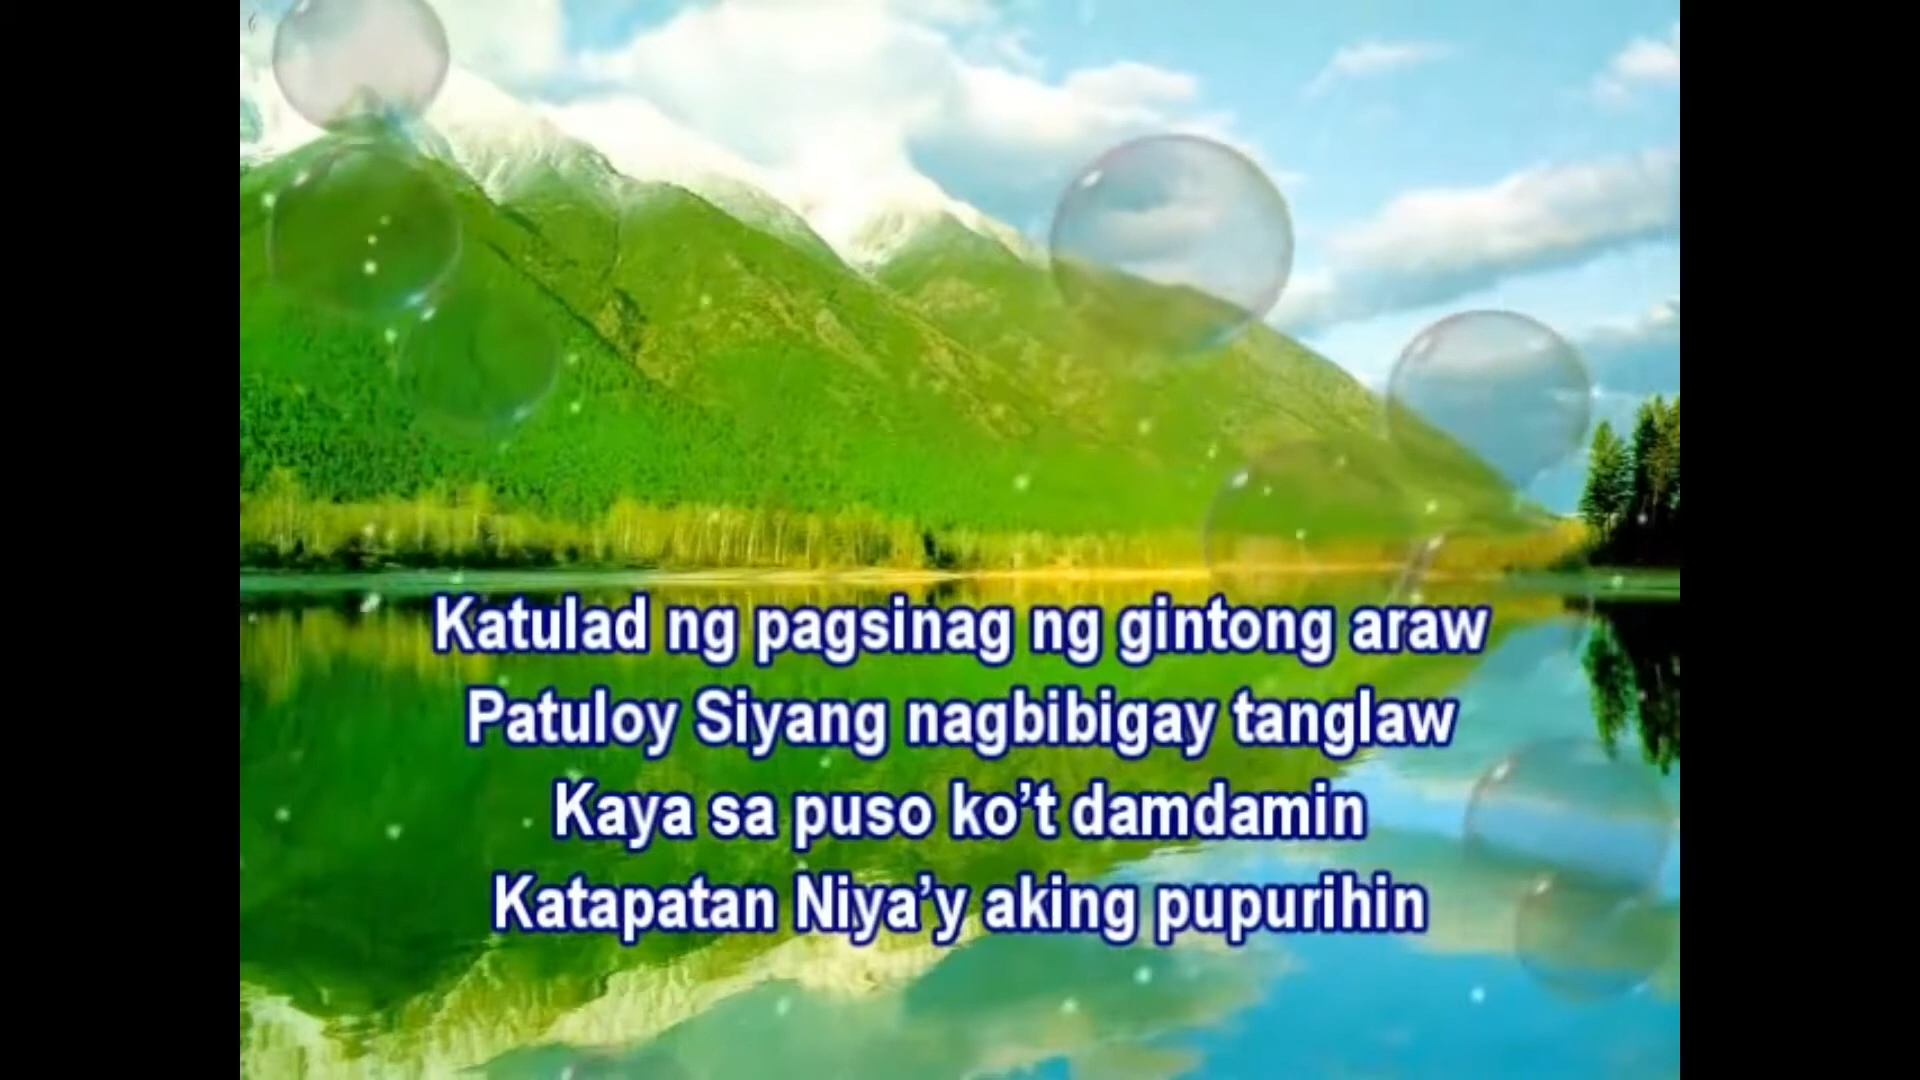 Katulad ng pagsinag ng gintong araw
Patuloy Siyang nagbibigay tanglaw
Kaya sa puso ko’t damdamin
Katapatan Niya’y aking pupurihin